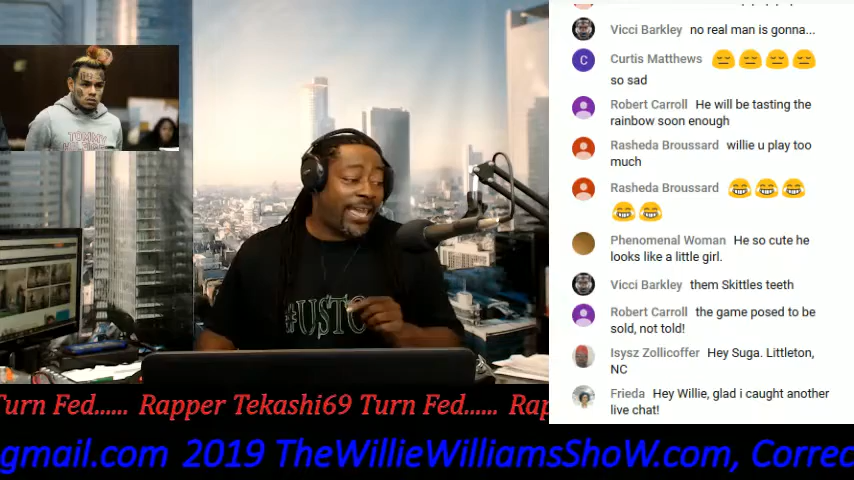 Vicci Barkley no real man is gonna...
Curtis Matthews
so sad
Robert Carroll He will be tasting the
rainbow soon enough
Rasheda Broussard willie u play too
much
Rasheda Broussard
Phenomenal Woman He so cute he
looks like a little girl.
Vicci Barkley them Skittles teeth
Robert Carroll the game posed to be
sold, not told!
Isysz Zollicoffer Hey Suga. Littleton,
NC
Frieda Hey Willie, glad i caught another
live chat!
C
TOMMY
#USTO
Turn Fed...... Rapper Tekashi69 Turn Fed...... Rap
gmail.com 2019 TheWillieWilliamsShoW.com, Correc